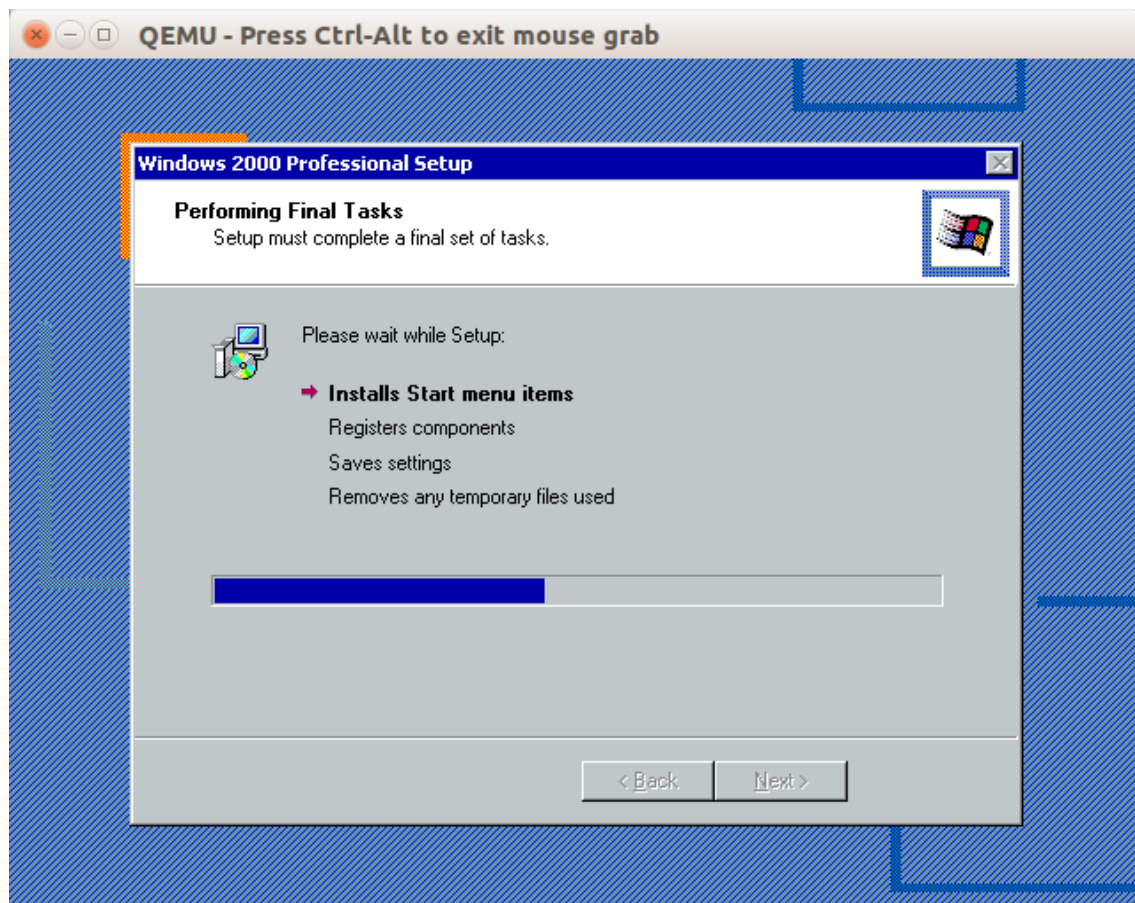 QEMU - Press Ctrl-Alt to exit mouse grab
Windows 2000 Professional Setup
Performing Final Tasks
Setup must complete a final set of tasks.
Please wait while Setup:
Installs Start menu items
Registers components
Saves settings
Removes any temporary files used
< Back Next >